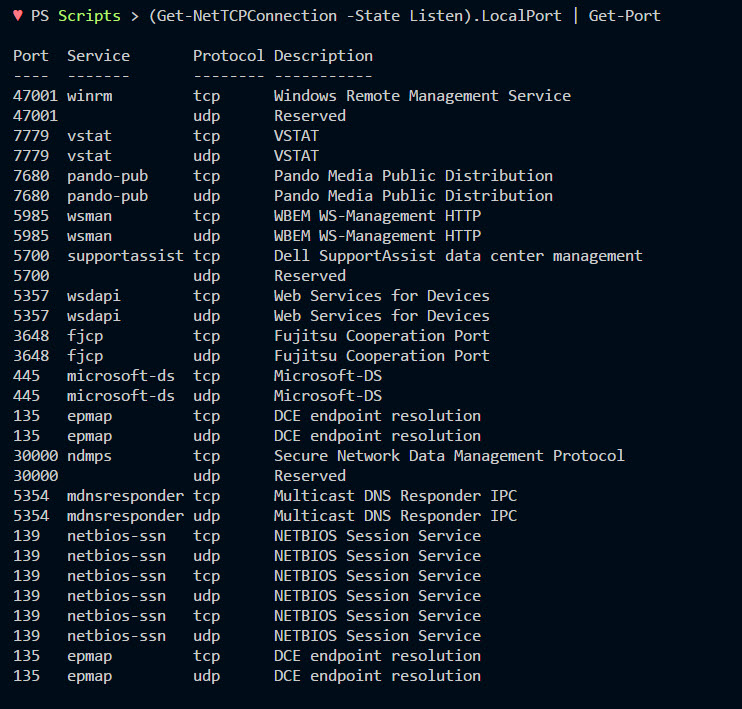 ♥ PS Scripts > (Get-NetTCPConnection -State Listen).LocalPort | Get-Port
Port Service Protocol Description
---- ------- -------- -----------
47001 winrm tcp Windows Remote Management Service
47001 udp Reserved
7779 vstat tcp VSTAT
7779 vstat udp VSTAT
7680 pando-pub tcp Pando Media Public Distribution
7680 pando-pub udp Pando Media Public Distribution
5985 wsman tcp WBEM WS-Management HTTP
5985 wsman udp WBEM WS-Management HTTP
5700 supportassist tcp Dell SupportAssist data center management
5700 udp Reserved
5357 wsdapi tcp Web Services for Devices
5357 wsdapi udp Web Services for Devices
3648 fjcp tcp Fujitsu Cooperation Port
3648 fjcp udp Fujitsu Cooperation Port
445 microsoft-ds tcp Microsoft-DS
445 microsoft-ds udp Microsoft-DS
135 epmap tcp DCE endpoint resolution
135 epmap udp DCE endpoint resolution
30000 ndmps tcp Secure Network Data Management Protocol
30000 udp Reserved
5354 mdnsresponder tcp Multicast DNS Responder IPC
5354 mdnsresponder udp Multicast DNS Responder IPC
139 netbios-ssn tcp NETBIOS Session Service
139 netbios-ssn udp NETBIOS Session Service
139 netbios-ssn tcp NETBIOS Session Service
139 netbios-ssn udp NETBIOS Session Service
139 netbios-ssn tcp NETBIOS Session Service
139 netbios-ssn udp NETBIOS Session Service
135 epmap tcp DCE endpoint resolution
135 epmap udp DCE endpoint resolution